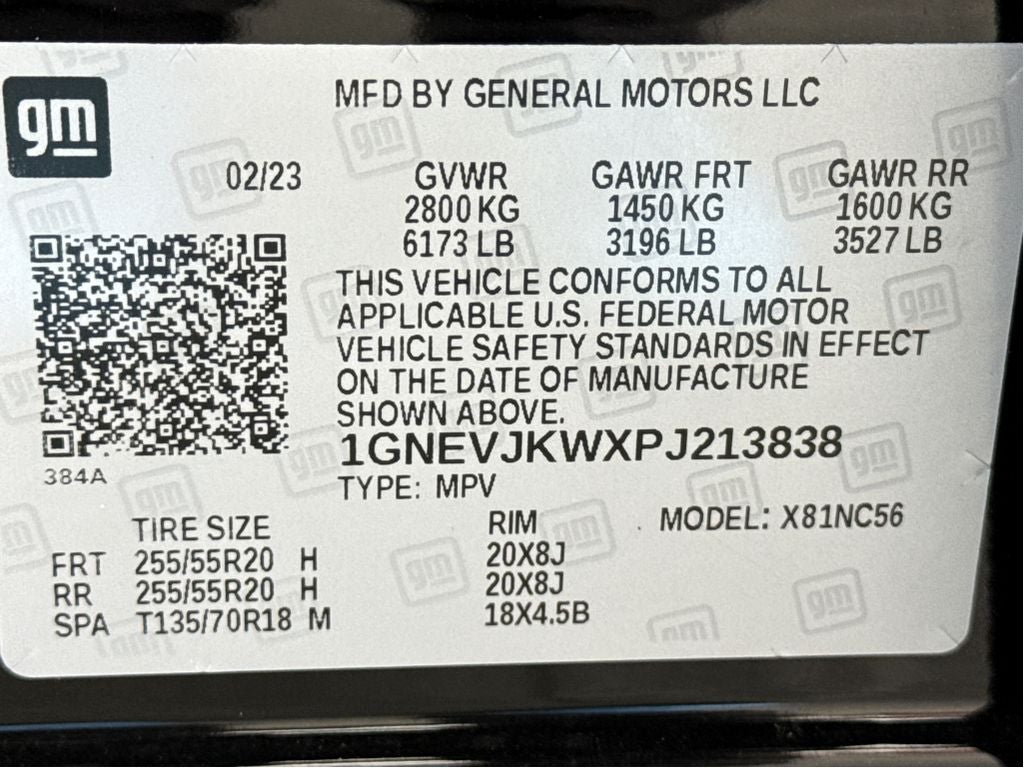 gm
MFD BY GENERAL MOTORS LLC
02/23 GVWR GAWR FRT GAWR RR
2800 KG 1450 KG 1600 KG
6173 LB 3196 LB 3527 LB
THIS VEHICLE CONFORMS TO ALL
APPLICABLE U.S. FEDERAL MOTOR
VEHICLE SAFETY STANDARDS IN EFFECT
ON THE DATE OF MANUFACTURE
SHOWN ABOVE.
1GNEVJKWXPJ213838
384A
TYPE: MPV
TIRE SIZE RIM MODEL: X81NC56
FRT 255/55R20 H 20X8J
RR 255/55R20 H 20X8J
SPA T135/70R18 M 18X4.5B